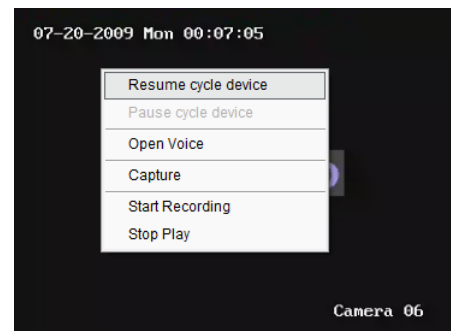 07-20-2009 Mon 00:07:05
Resume cycle device
Pause cycle device
Open Voice
Capture
Start Recording
Stop Play
Camera 06